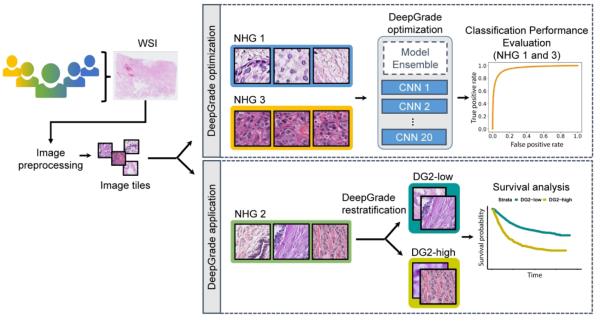 WSI
Image
preprocessing
Image tiles
DeepGrade optimization
NHG 1
NHG 3
DeepGrade
optimization
Model
Ensemble
CNN 1
CNN 2
...
CNN 20
Classification Performance
Evaluation
(NHG 1 and 3)
True positive rate
1.0
0.8
0.6
0.4
0.2
0.0
0.0 0.2 0.4 0.6 0.8 1.0
False positive rate
DeepGrade application
NHG 2
DeepGrade
restratification
DG2-low
DG2-high
Survival analysis
Strata DG2-low DG2-high
Survival probability
Time